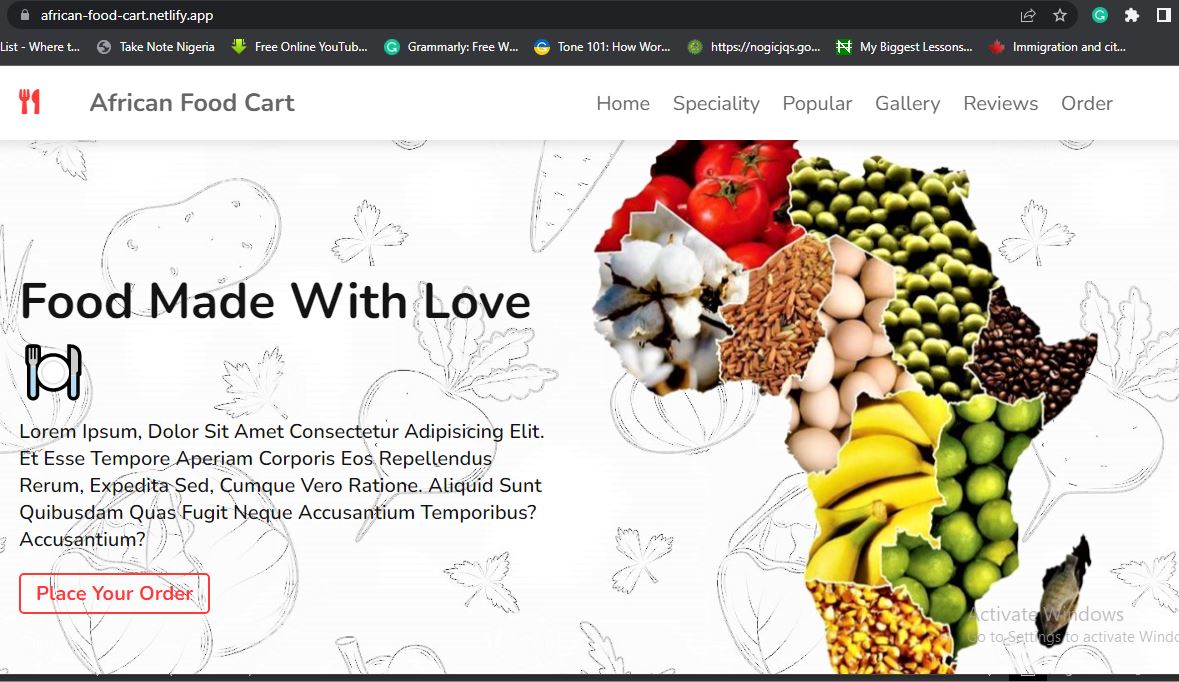 african-food-cart.netlify.app
List - Where t...
Take Note Nigeria
Free Online YouTub...
Grammarly: Free W...
Tone 101: How Wor...
https://nogicjqs.go...
My Biggest Lessons...
Immigration and cit...
African Food Cart
Home
Speciality
Popular
Gallery
Reviews
Order
Food Made With Love
Lorem Ipsum, Dolor Sit Amet Consectetur Adipisicing Elit.
Et Esse Tempore Aperiam Corporis Eos Repellendus
Rerum, Expedita Sed, Cumque Vero Ratione. Aliquid Sunt
Quibusdam Quas Fugit Neque Accusantium Temporibus?
Accusantium?
Place Your Order
Activate Windows
Go to Settings to activate Windo